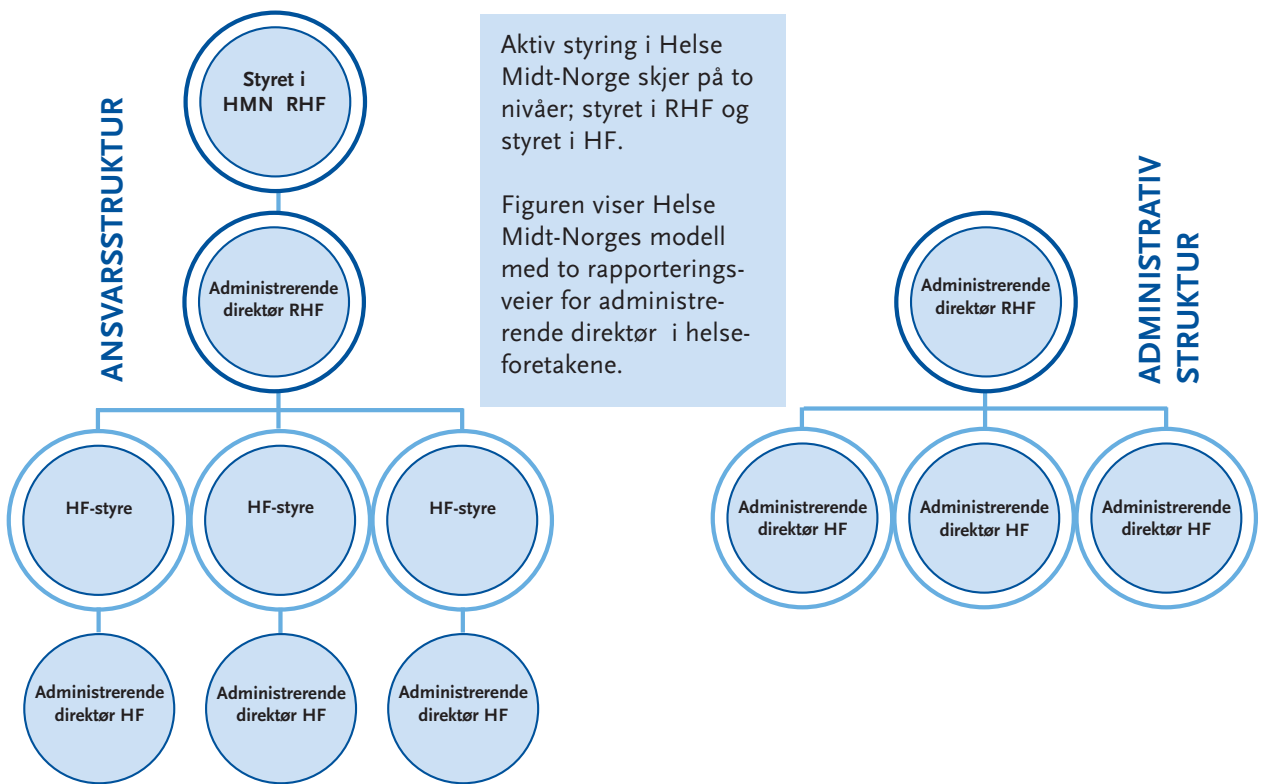 ANSVARSSTRUKTUR
Styret i
HMN RHF
Administrerende
direktør RHF
HF-styre
HF-styre
HF-styre
Administrerende
direktør HF
Administrerende
direktør HF
Administrerende
direktør HF
Aktiv styring i Helse
Midt-Norge skjer på to
nivåer; styret i RHF og
styret i HF.
Figuren viser Helse
Midt-Norges modell
med to rapporterings-
veier for administre-
rende direktør i helse-
foretakene.
ADMINISTRATIV
STRUKTUR
Administrerende
direktør RHF
Administrerende
direktør HF
Administrerende
direktør HF
Administrerende
direktør HF